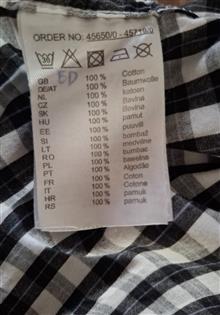 ORDER NO: 45650/0 - 45719/0
ED
GB 100 % Cotton
DE/AT 100 % Baumwolle
NL 100 % katoen
CZ 100 % Bavlna
SK 100 % Bavlna
HU 100 % pamut
EE 100 % puuvill
SI 100 % bombaž
LT 100 % medvilnė
RO 100 % bumbac
PL 100 % bawełna
PT 100 % Algodão
FR 100 % Coton
IT 100 % Cotone
HR 100 % pamuk
RS 100 % pamuk